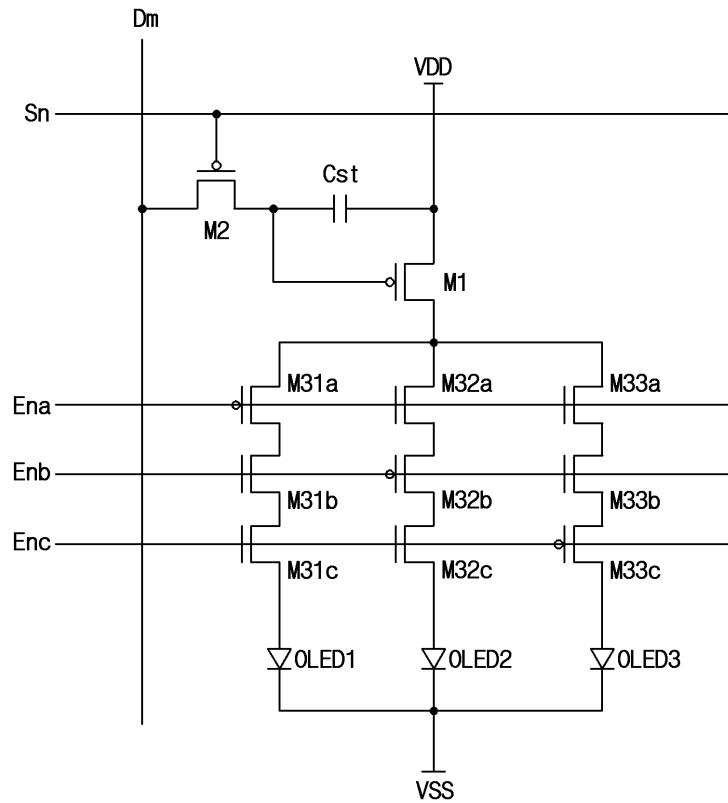 Dm
VDD
Sn
Cst
M2
M1
M31a
M32a
M33a
Ena
Enb
M31b
M32b
M33b
Enc
M31c
M32c
M33c
OLED1
OLED2
OLED3
VSS